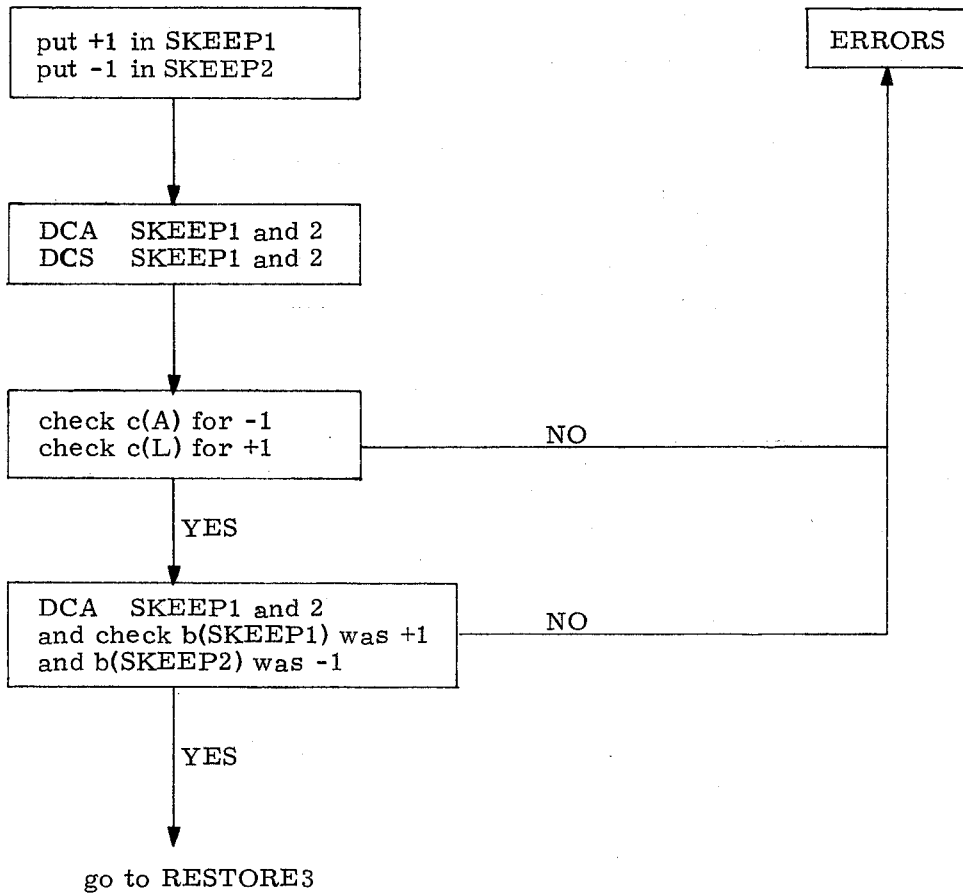 put +1 in SKEEP1
put -1 in SKEEP2
ERRORS
DCA SKEEP1 and 2
DCS SKEEP1 and 2
check c(A) for -1
check c(L) for +1
NO
YES
DCA SKEEP1 and 2
and check b(SKEEP1) was +1
and b(SKEEP2) was -1
NO
YES
go to RESTORE3